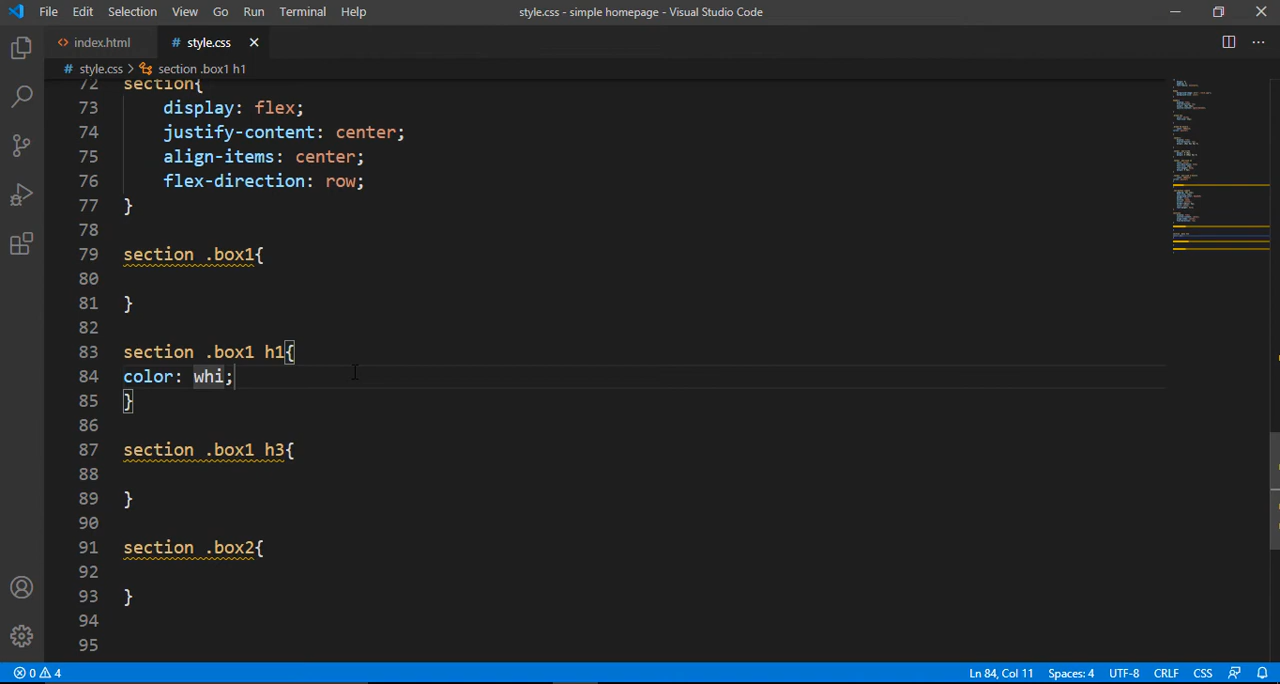 File Edit Selection View Go Run Terminal Help style.css - simple homepage - Visual Studio Code
<> index.html # style.css ×
# style.css > section .box1 h1
72 section{
73 display: flex;
74 justify-content: center;
75 align-items: center;
76 flex-direction: row;
77 }
78
79 section .box1{
80
81 }
82
83 section .box1 h1{
84 color: whi;
85 }
86
87 section .box1 h3{
88
89 }
90
91 section .box2{
92
93 }
94
95
0 4 Ln 84, Col 11 Spaces: 4 UTF-8 CRLF CSS